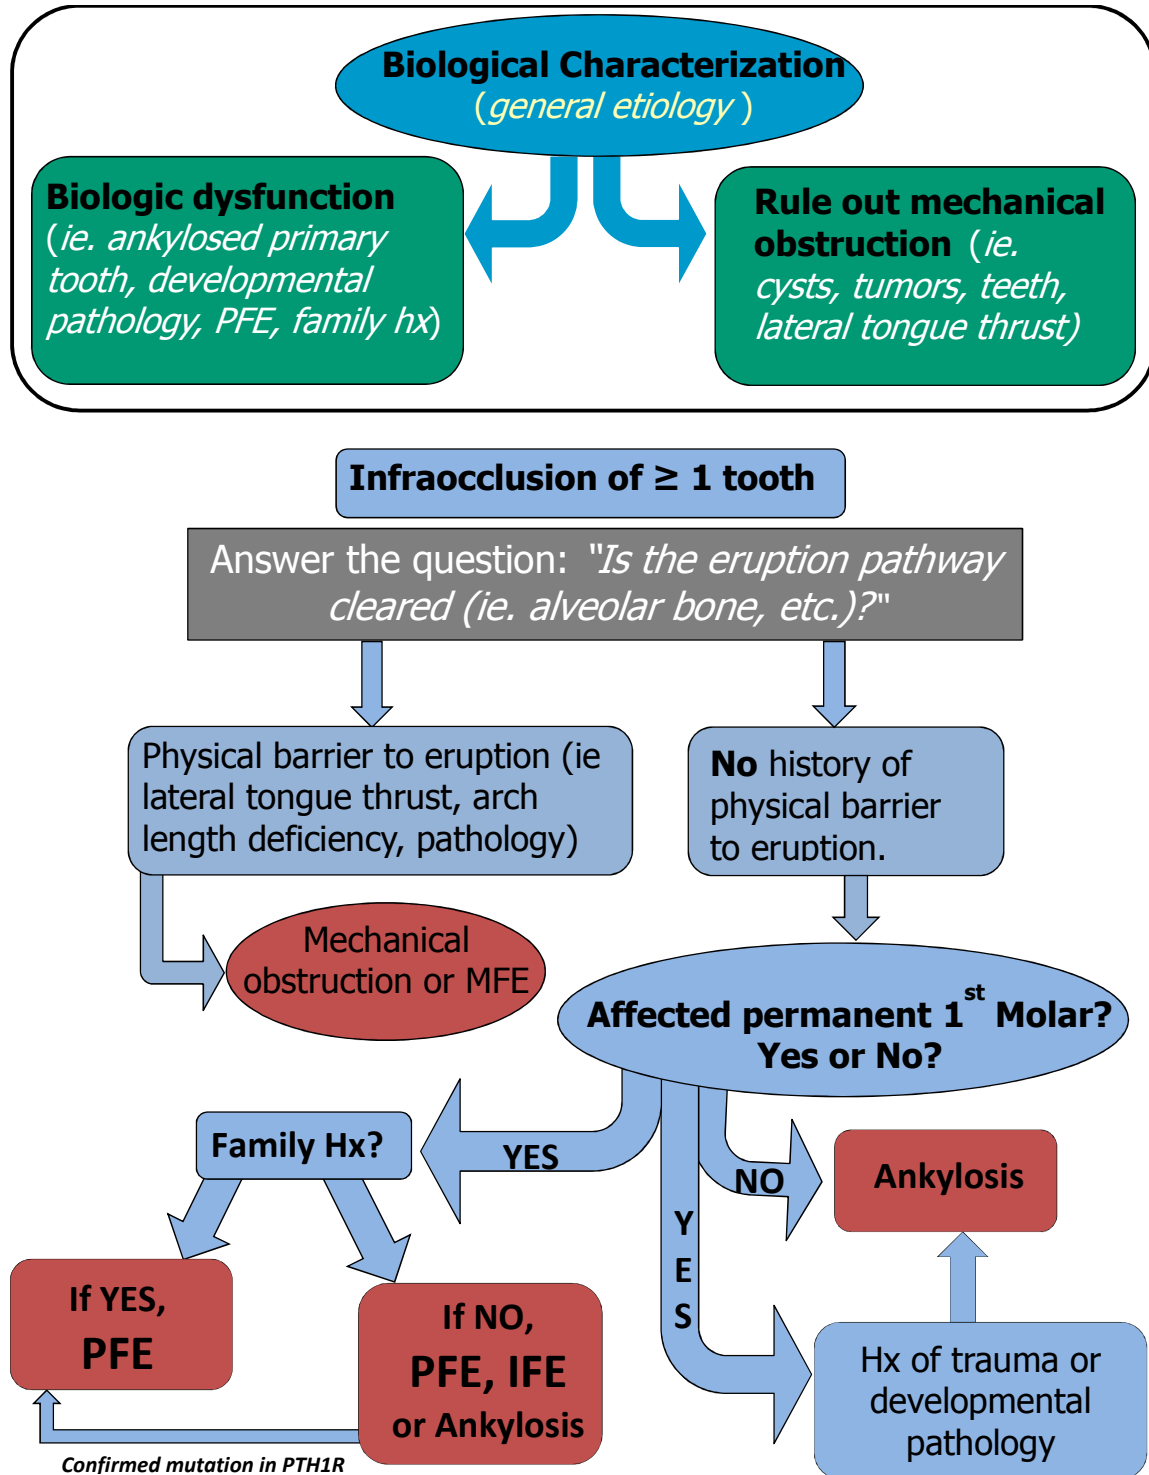 Biological Characterization
(general etiology )
Biologic dysfunction
(ie. ankylosed primary
tooth, developmental
pathology, PFE, family hx)
Rule out mechanical
obstruction (ie.
cysts, tumors, teeth,
lateral tongue thrust)
Infraocclusion of ≥ 1 tooth
Answer the question: "Is the eruption pathway
cleared (ie. alveolar bone, etc.)?"
Physical barrier to eruption (ie
lateral tongue thrust, arch
length deficiency, pathology)
No history of
physical barrier
to eruption.
Mechanical
obstruction or MFE
Affected permanent 1st Molar?
Yes or No?
Family Hx?
YES
NO
YES
Ankylosis
If YES,
PFE
If NO,
PFE, IFE
or Ankylosis
Hx of trauma or
developmental
pathology
Confirmed mutation in PTH1R